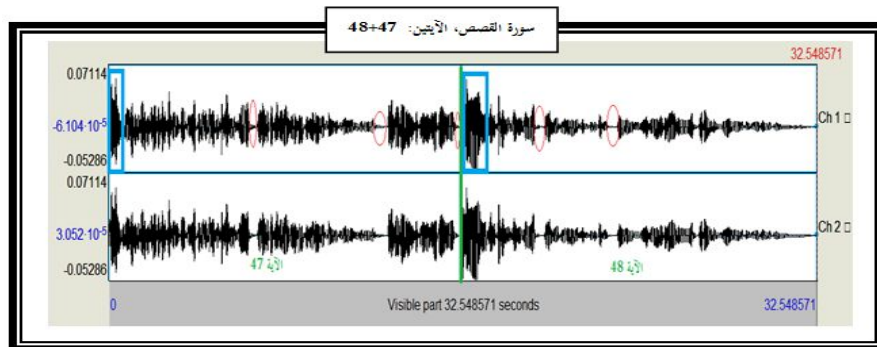 سورة القصص، الآيتين: 47+48
32.548571
0.07114
-6.104·10-5
-0.05286
Ch 1
0.07114
3.052·10-5
-0.05286
Ch 2
الآية 47
الآية 48
0
Visible part 32.548571 seconds
32.548571